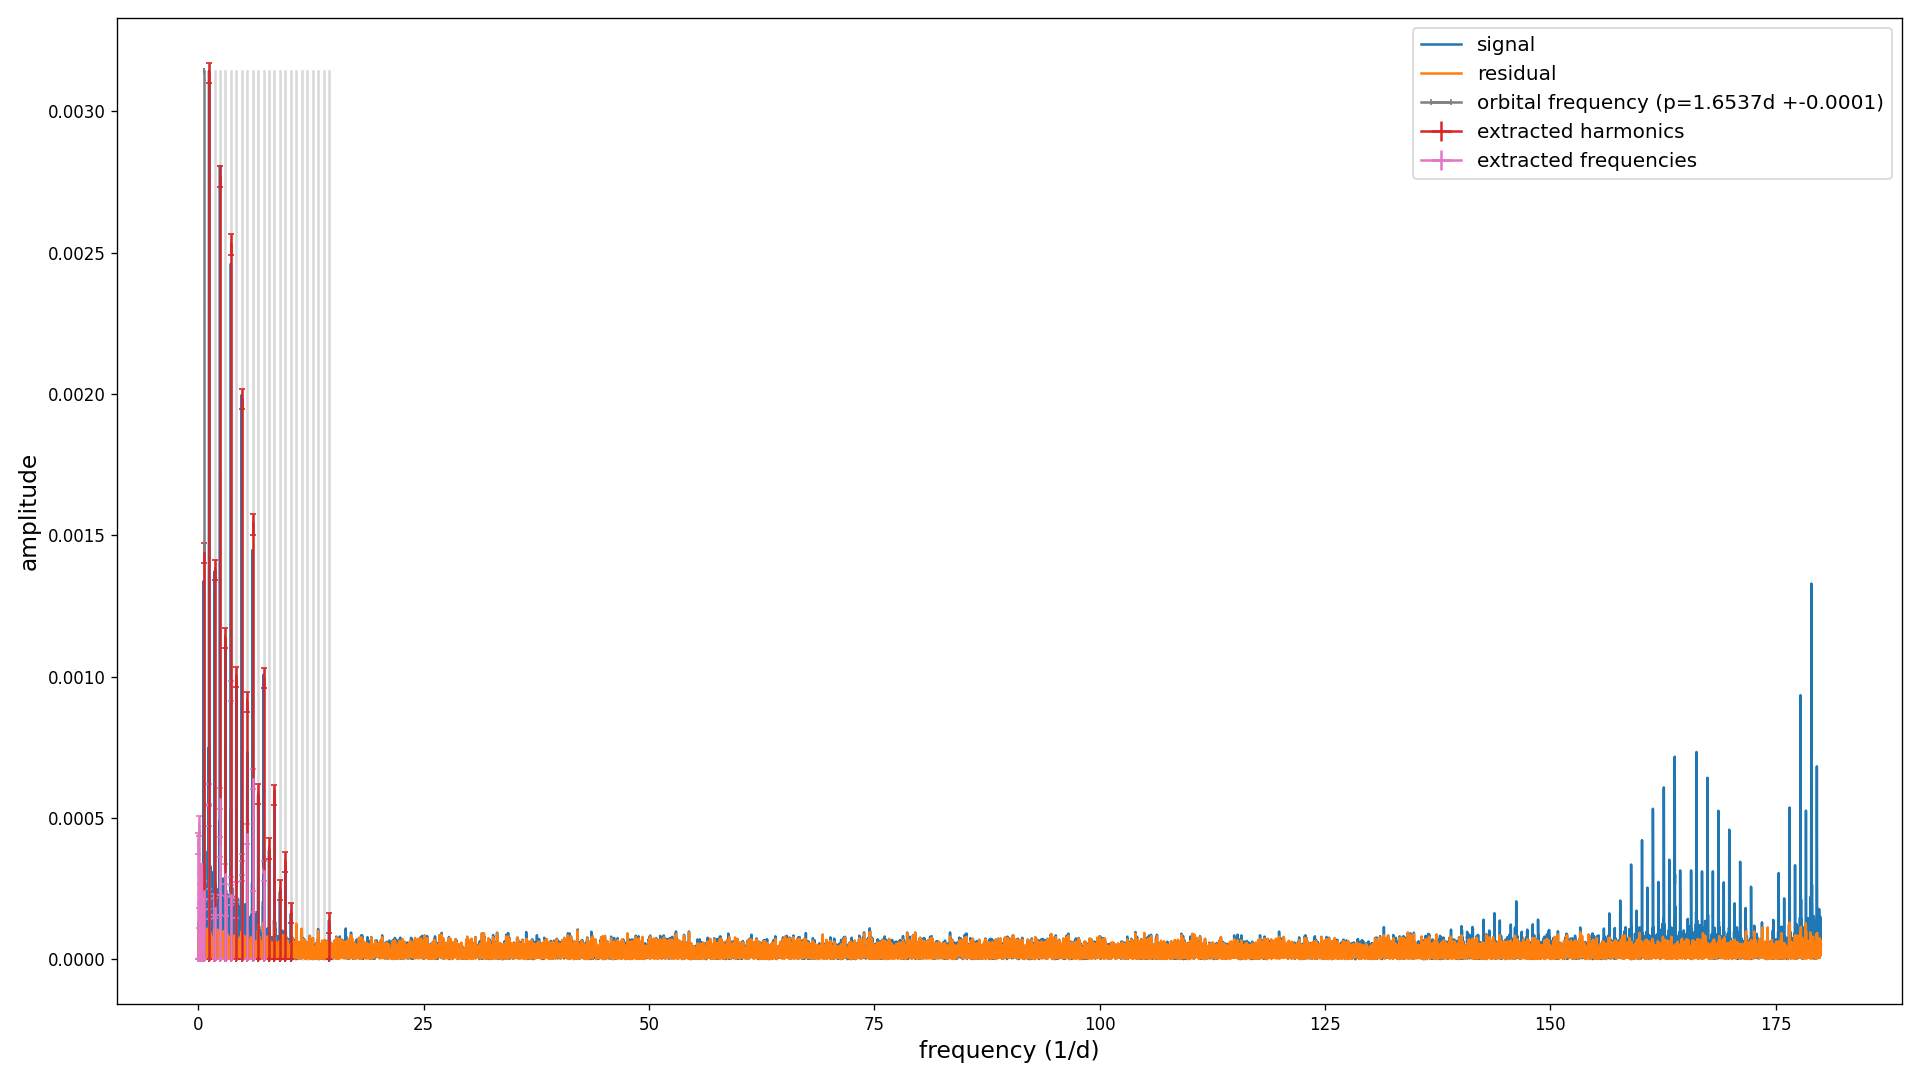 signal
residual
orbital frequency (p=1.6537d +-0.0001)
extracted harmonics
extracted frequencies
0.0030
0.0025
0.0020
0.0015
0.0010
0.0005
0.0000
amplitude
0 25 50 75 100 125 150 175
frequency (1/d)